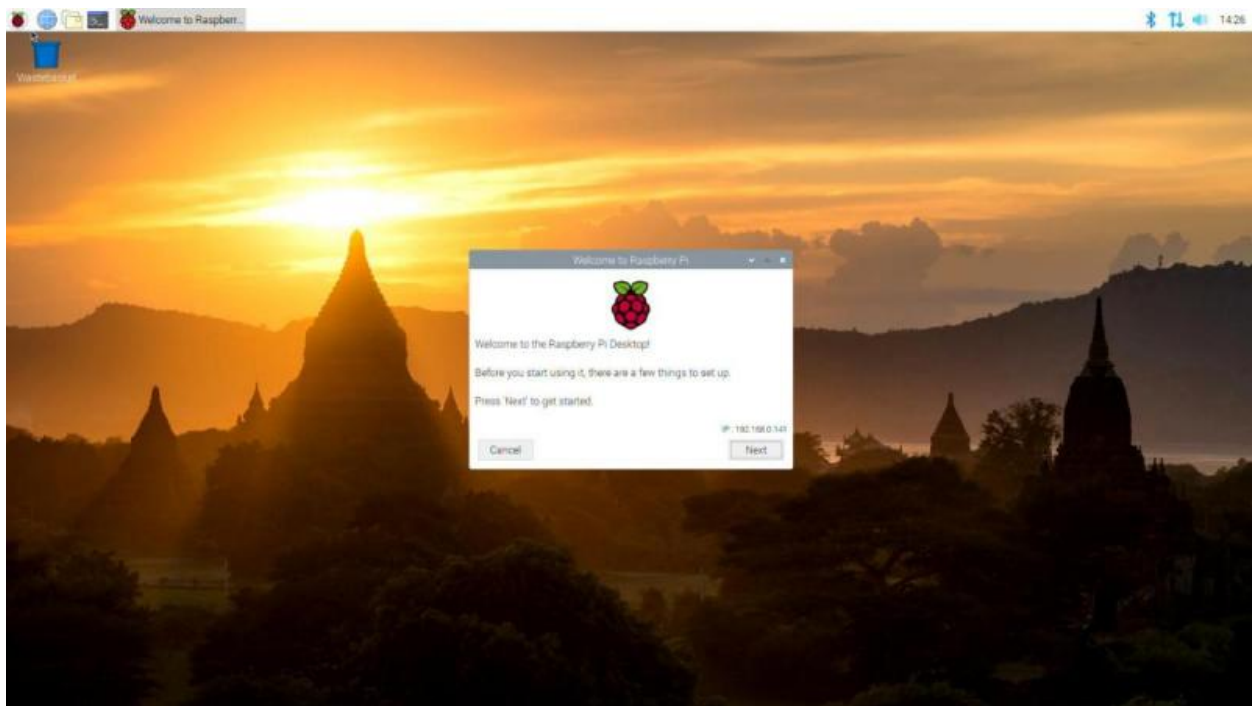 Welcome to Raspberr...
14:26
Wastebasket
Welcome to Raspberry Pi
Welcome to the Raspberry Pi Desktop!
Before you start using it, there are a few things to set up.
Press 'Next' to get started.
IP : 192.168.0.141
Cancel
Next